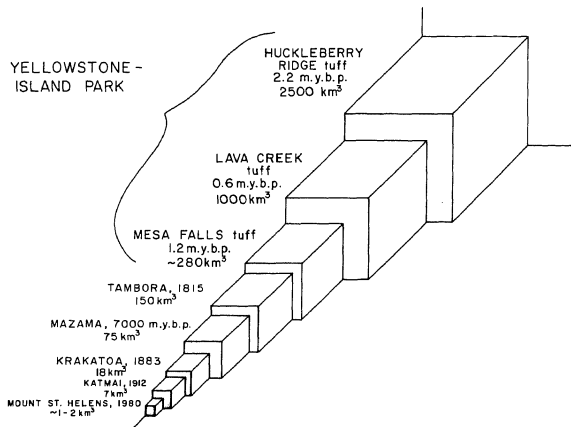 YELLOWSTONE-
ISLAND PARK
HUCKLEBERRY
RIDGE tuff
2.2 m.y.b.p.
2500 km³
LAVA CREEK
tuff
0.6 m.y.b.p.
1000 km³
MESA FALLS tuff
1.2 m.y.b.p.
~280 km³
TAMBORA, 1815
150 km³
MAZAMA, 7000 m.y.b.p.
75 km³
KRAKATOA, 1883
18 km³
KATMAI, 1912
7 km³
MOUNT ST. HELENS, 1980
~1-2 km³